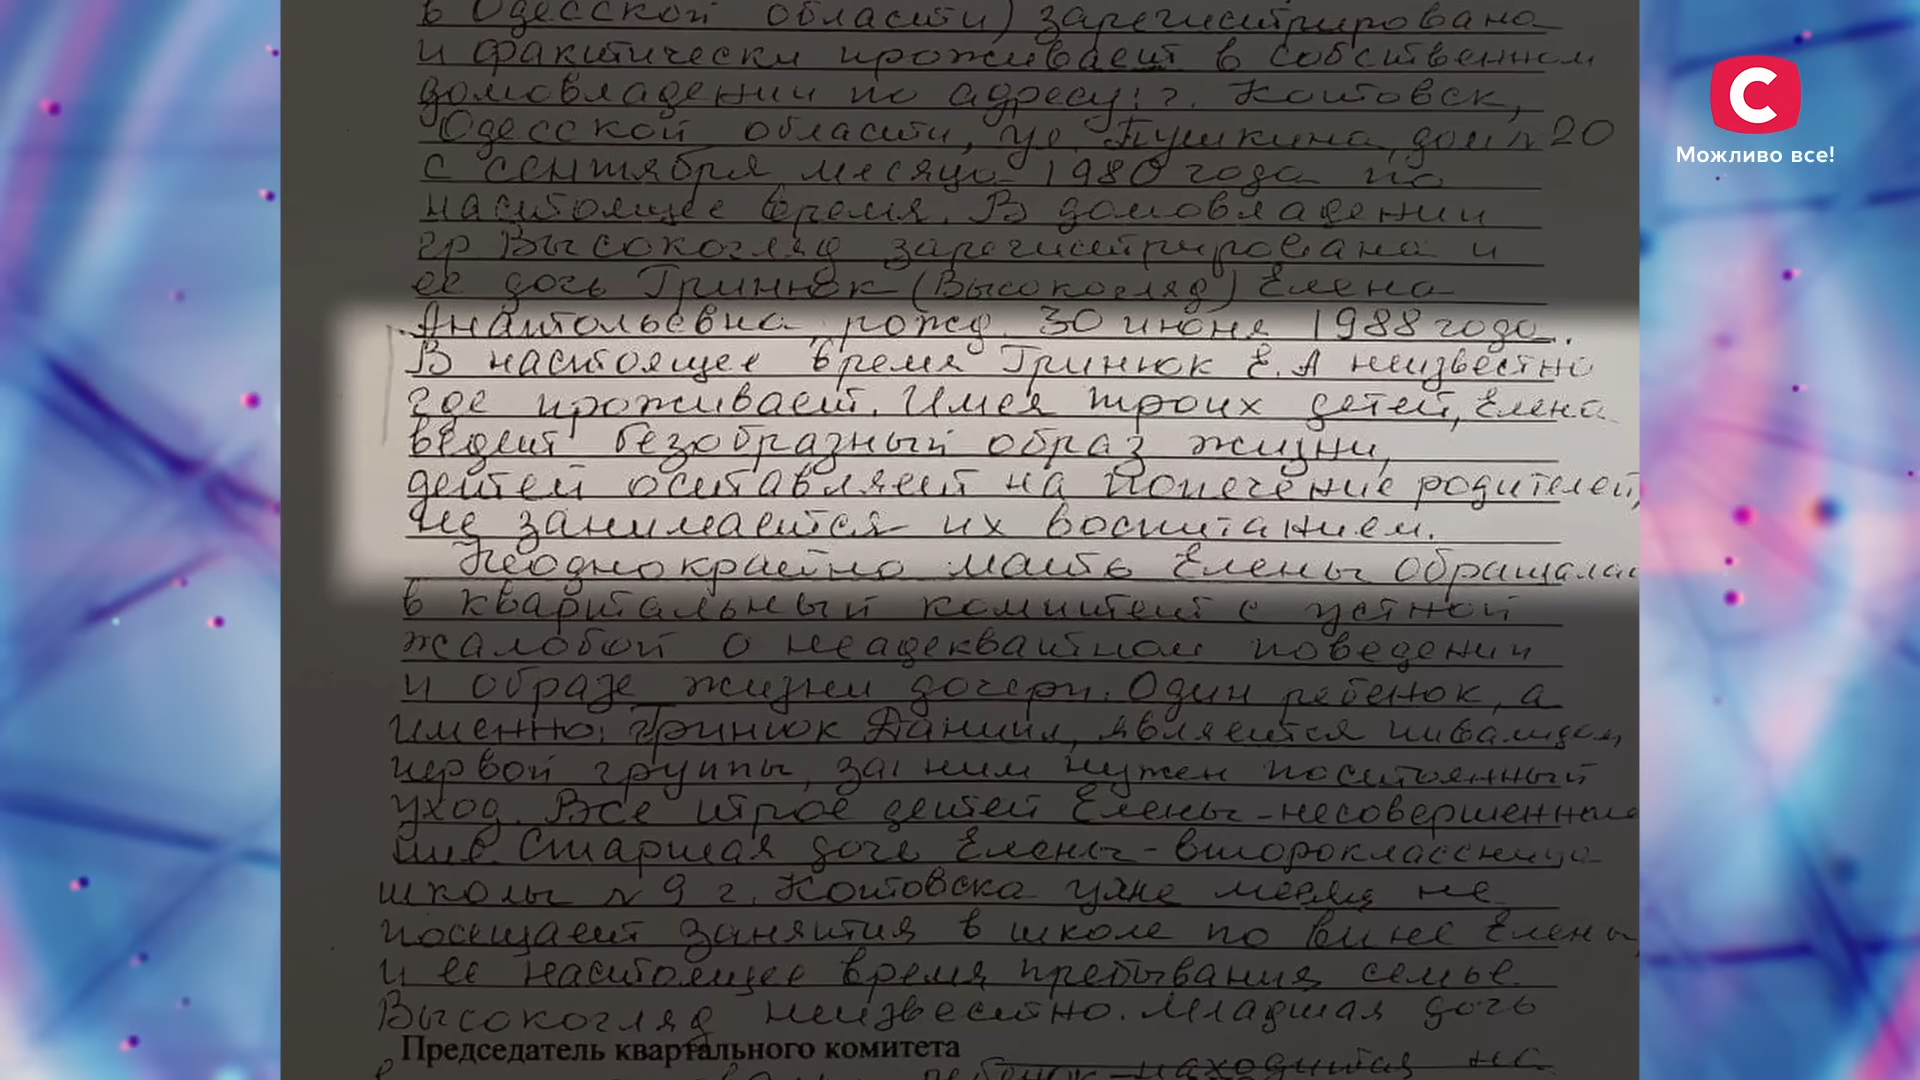 в Одесской области) зарегистрирована
и фактически проживает в собственном
домовладении по адресу: г. Котовск,
Одесской области, ул. Пушкина, дом № 20
с сентября месяца 1980 года по
настоящее время. В домовладении
гр Высокогляд зарегистрирована и
ее дочь Гринюк (Высокогляд) Елена
Анатольевна, рожд. 30 июня 1988 года.
В настоящее время Гринюк Е. А неизвестно
где проживает. Имея троих детей, Елена
ведет безобразный образ жизни,
детей оставляет на попечение родителей,
не занимается их воспитанием.
Неоднократно мать Елены обращалась
в квартальный комитет с устной
жалобой о неадекватном поведении
и образе жизни дочери. Один ребенок, а
именно: Гринюк Даниил, является инвалидом
первой группы, за ним нужен постоянный
уход. Все трое детей Елены - несовершенно
Старшая дочь Елены - второклассница
школы № 9 г. Котовска уже месяц не
посещает занятия в школе по вине Елены,
и ее настоящее время пребывания семье
Высокогляд неизвестно. Младшая дочь
Председатель квартального комитета
находится на
С
Можливо все!